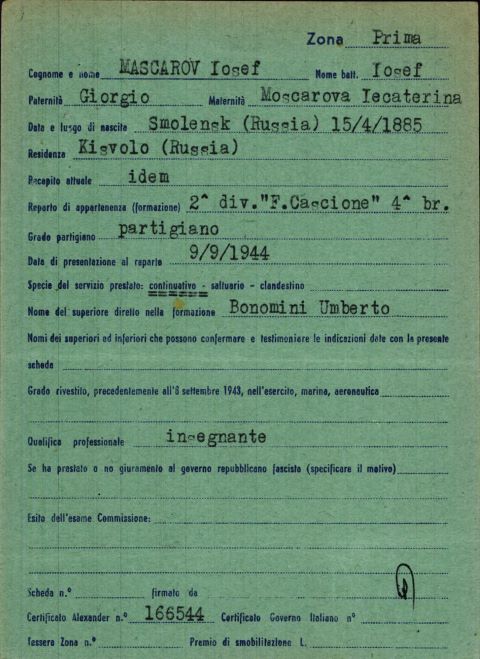 Zona Prima
Cognome e nome MASCAROV Iosef Nome batt. Iosef
Paternità Giorgio Maternità Moscarova Iecaterina
Data e luogo di nascita Smolensk (Russia) 15/4/1885
Residenza Kisvolo (Russia)
Recapito attuale idem
Reparto di appartenenza (formazione) 2^ div."F.Cascione" 4^ br.
Grado partigiano partigiano
Data di presentazione al reparto 9/9/1944
Specie del servizio prestato: continuativo - saltuario - clandestino
Nome del superiore diretto nella formazione Bonomini Umberto
Nomi dei superiori ad inferiori che possono confermare e testimoniare le indicazioni date con la presente
scheda
Grado rivestito, precedentemente all'8 settembre 1943, nell'esercito, marina, aeronautica
Qualifica professionale insegnante
Se ha prestato o no giuramento al governo repubblicano fascista (specificare il motivo)
Esito dell'esame Commissione:
Scheda n.° firmato da
Certificato Alexander n.° 166544 Certificato Governo Italiano n°
Tessera Zona n.° Premio di smobilitazione L.